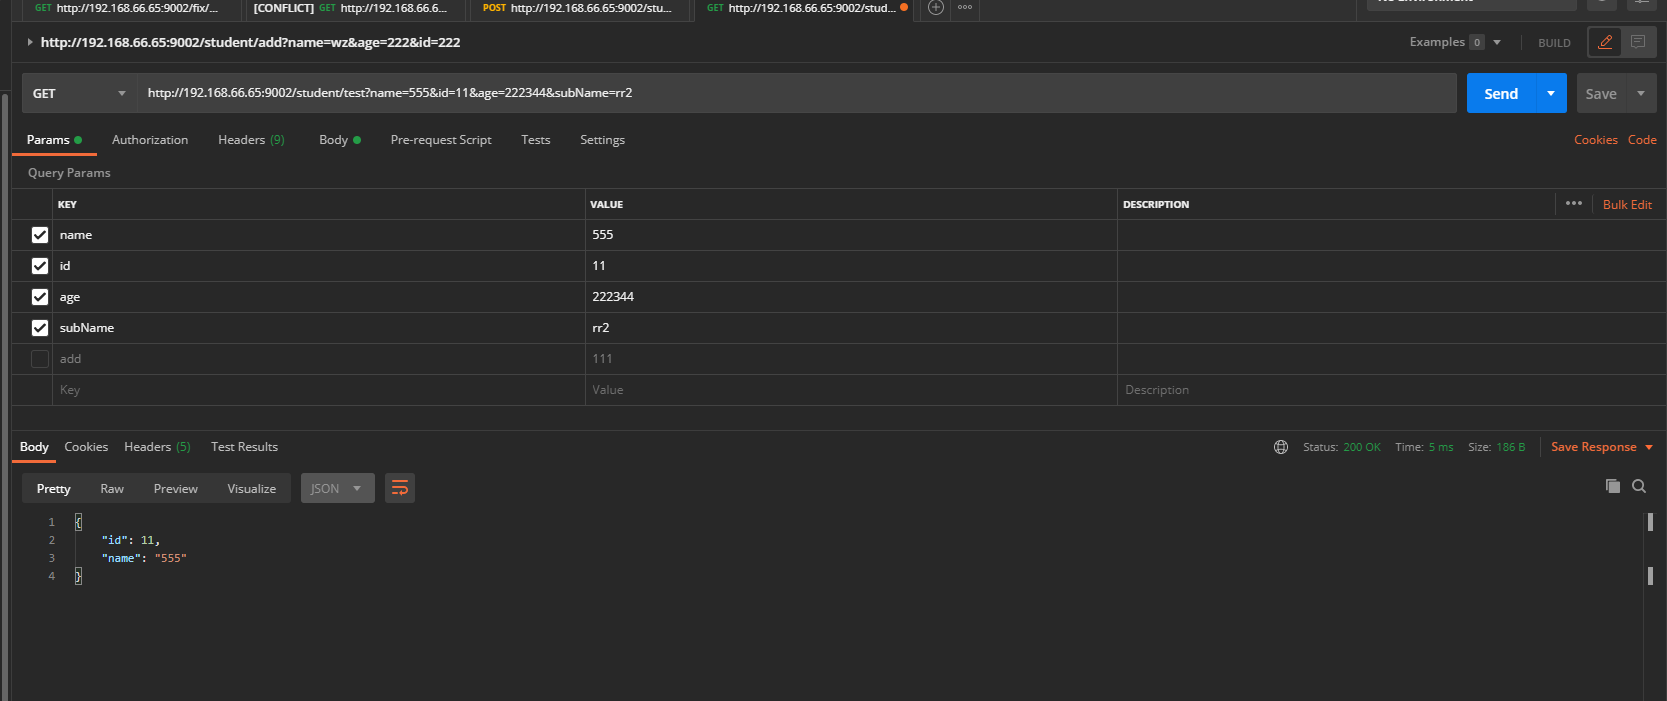 GET http://192.168.66.65:9002/fix/... [CONFLICT] GET http://192.168.66.6... POST http://192.168.66.65:9002/stu... GET http://192.168.66.65:9002/stud...
http://192.168.66.65:9002/student/add?name=wz&age=222&id=222 Examples 0 BUILD
GET http://192.168.66.65:9002/student/test?name=555&id=11&age=222344&subName=rr2 Send Save
Params Authorization Headers (9) Body Pre-request Script Tests Settings Cookies Code
Query Params
KEY VALUE DESCRIPTION ••• Bulk Edit
name 555
id 11
age 222344
subName rr2
add 111
Key Value Description
Body Cookies Headers (5) Test Results Status: 200 OK Time: 5 ms Size: 186 B Save Response
Pretty Raw Preview Visualize JSON
1 {
2 "id": 11,
3 "name": "555"
4 }